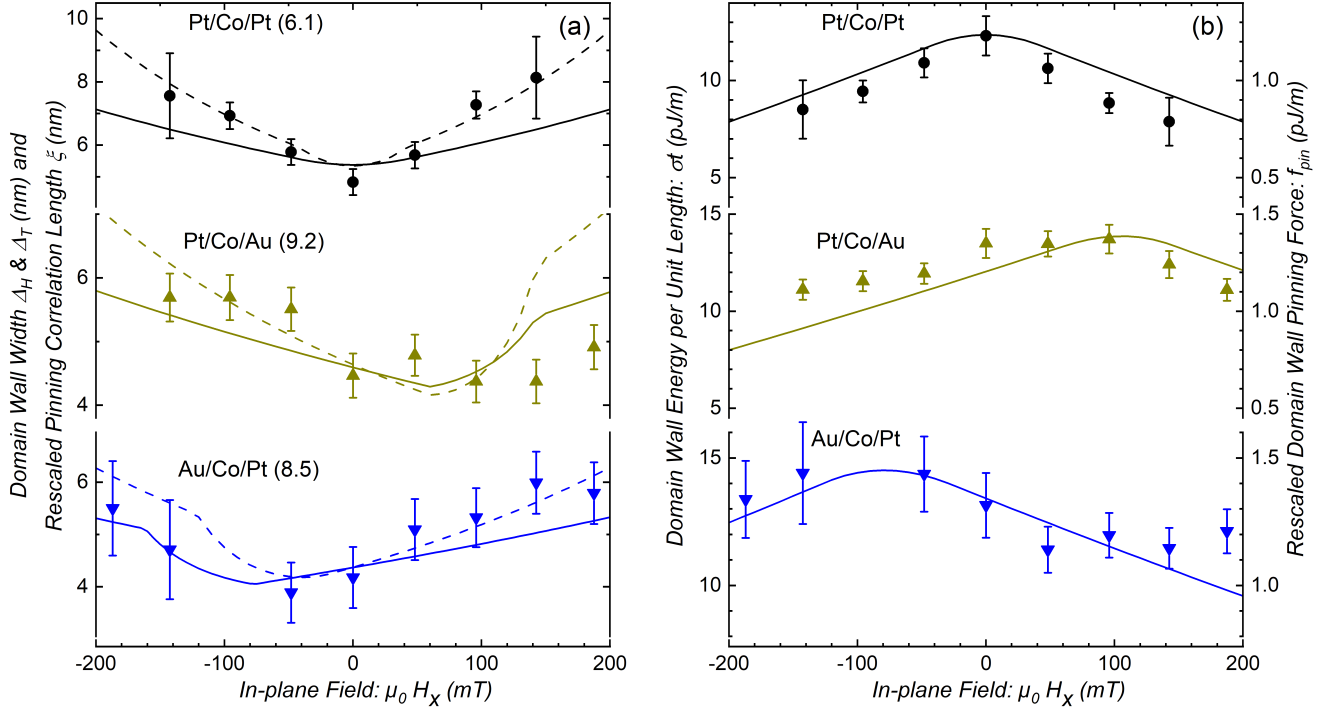 Domain Wall Width Δ_H & Δ_T (nm) and
Rescaled Pinning Correlation Length ξ (nm)
Pt/Co/Pt (6.1)
(a)
10
8
6
Pt/Co/Au (9.2)
6
4
Au/Co/Pt (8.5)
6
4
-200 -100 0 100 200
In-plane Field: μ₀ H_X (mT)
Domain Wall Energy per Unit Length: σt (pJ/m)
Pt/Co/Pt
(b)
10
5
1.0
0.5
Pt/Co/Au
15
10
5
1.5
1.0
0.5
Au/Co/Pt
15
10
1.5
1.0
Rescaled Domain Wall Pinning Force: f_pin (pJ/m)
-200 -100 0 100 200
In-plane Field: μ₀ H_X (mT)